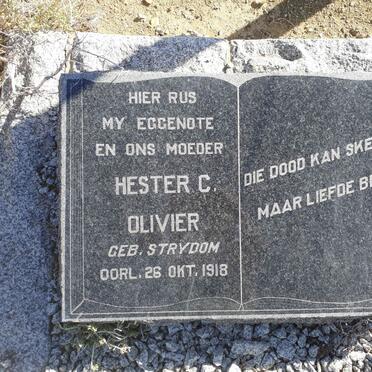 HIER RUS
MY EGGENOTE
EN ONS MOEDER
HESTER C.
OLIVIER
GEB. STRYDOM
OORL. 26 OKT. 1918
DIE DOOD KAN
MAAR LIEFDE